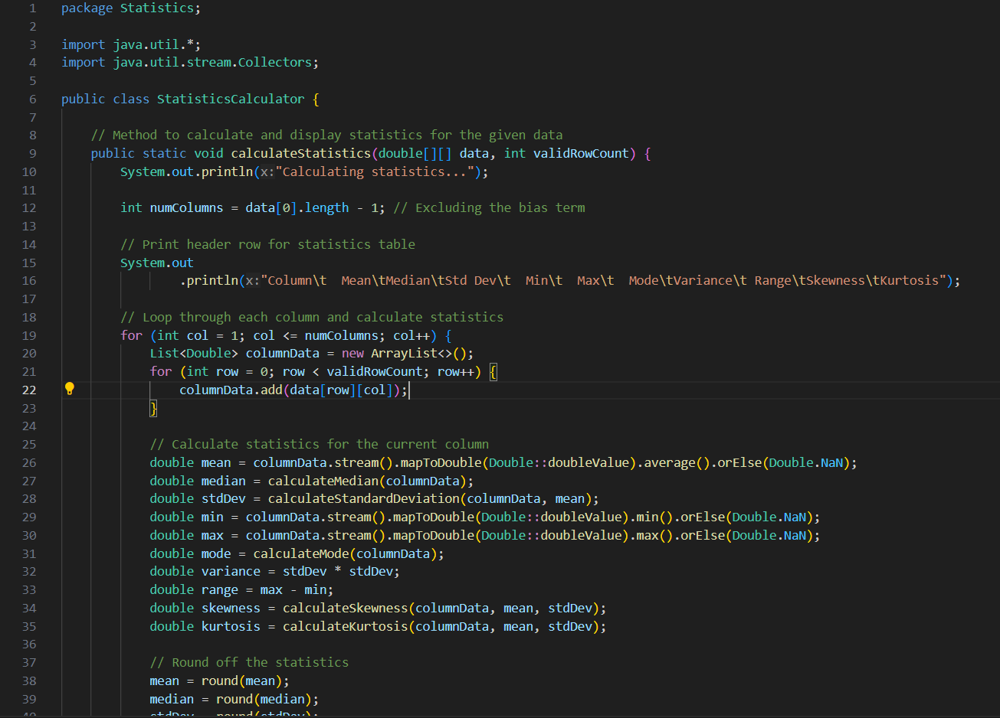 1 package Statistics;
2
3 import java.util.*;
4 import java.util.stream.Collectors;
5
6 public class StatisticsCalculator {
7
8 // Method to calculate and display statistics for the given data
9 public static void calculateStatistics(double[][] data, int validRowCount) {
10 System.out.println(x:"Calculating statistics...");
11
12 int numColumns = data[0].length - 1; // Excluding the bias term
13
14 // Print header row for statistics table
15 System.out
16 .println(x:"Column\t  Mean\tMedian\tStd Dev\t  Min\t  Max\t  Mode\tVariance\t Range\tSkewness\tKurtosis");
17
18 // Loop through each column and calculate statistics
19 for (int col = 1; col <= numColumns; col++) {
20 List<Double> columnData = new ArrayList<>();
21 for (int row = 0; row < validRowCount; row++) {
22 columnData.add(data[row][col]);
23 }
24
25 // Calculate statistics for the current column
26 double mean = columnData.stream().mapToDouble(Double::doubleValue).average().orElse(Double.NaN);
27 double median = calculateMedian(columnData);
28 double stdDev = calculateStandardDeviation(columnData, mean);
29 double min = columnData.stream().mapToDouble(Double::doubleValue).min().orElse(Double.NaN);
30 double max = columnData.stream().mapToDouble(Double::doubleValue).max().orElse(Double.NaN);
31 double mode = calculateMode(columnData);
32 double variance = stdDev * stdDev;
33 double range = max - min;
34 double skewness = calculateSkewness(columnData, mean, stdDev);
35 double kurtosis = calculateKurtosis(columnData, mean, stdDev);
36
37 // Round off the statistics
38 mean = round(mean);
39 median = round(median);
40 stdDev = round(stdDev);